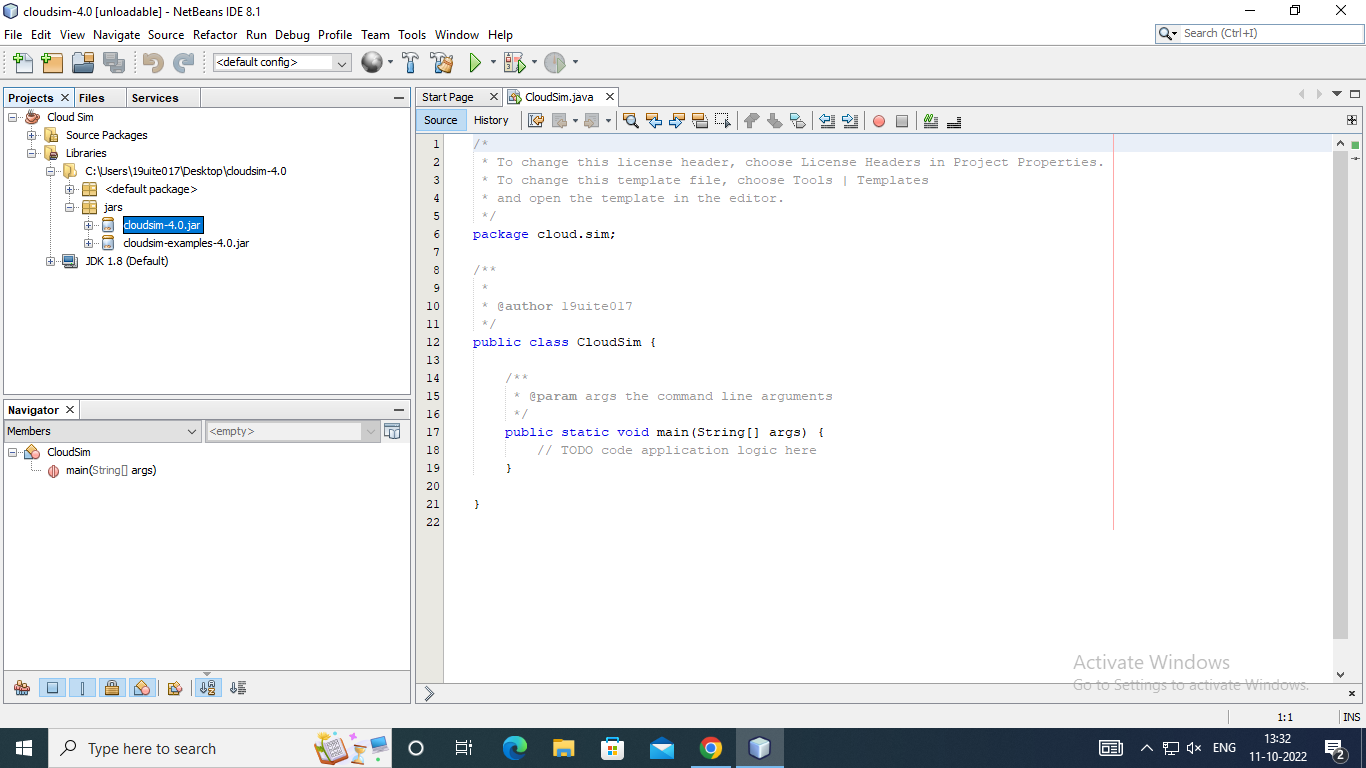 cloudsim-4.0 [unloadable] - NetBeans IDE 8.1
File Edit View Navigate Source Refactor Run Debug Profile Team Tools Window Help
Search (Ctrl+I)
<default config>
Projects Files Services
Cloud Sim
Source Packages
Libraries
C:\Users\19uite017\Desktop\cloudsim-4.0
<default package>
jars
cloudsim-4.0.jar
cloudsim-examples-4.0.jar
JDK 1.8 (Default)
Navigator
Members <empty>
CloudSim
main(String[] args)
Start Page CloudSim.java
Source History
1 /*
2 * To change this license header, choose License Headers in Project Properties.
3 * To change this template file, choose Tools | Templates
4 * and open the template in the editor.
5 */
6 package cloud.sim;
7
8 /**
9 *
10 * @author 19uite017
11 */
12 public class CloudSim {
13
14 /**
15 * @param args the command line arguments
16 */
17 public static void main(String[] args) {
18 // TODO code application logic here
19 }
20
21 }
22
Activate Windows
Go to Settings to activate Windows.
1:1 INS
Type here to search
ENG
13:32
11-10-2022
2